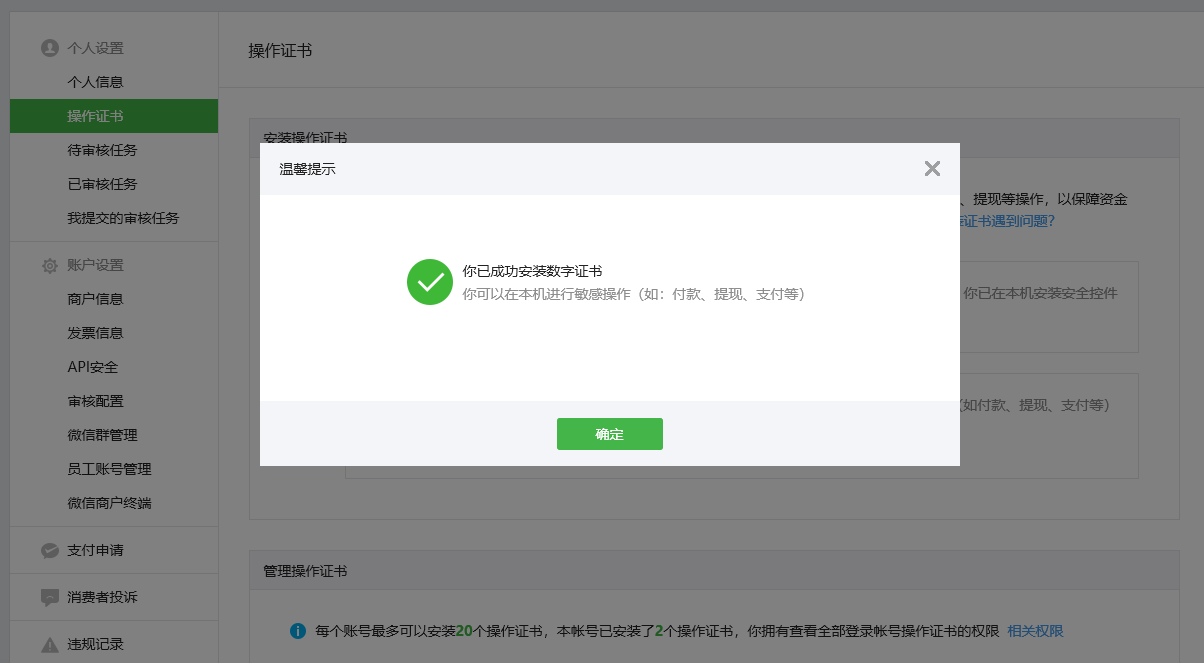 个人设置
个人信息
操作证书
待审核任务
已审核任务
我提交的审核任务
账户设置
商户信息
发票信息
API安全
审核配置
微信群管理
员工账号管理
微信商户终端
支付申请
消费者投诉
违规记录
操作证书
安装操作证书
、提现等操作，以保障资金
证书遇到问题?
你已在本机安装安全控件
(如付款、提现、支付等)
温馨提示
你已成功安装数字证书
你可以在本机进行敏感操作（如：付款、提现、支付等）
确定
管理操作证书
每个账号最多可以安装20个操作证书，本帐号已安装了2个操作证书，你拥有查看全部登录帐号操作证书的权限 相关权限